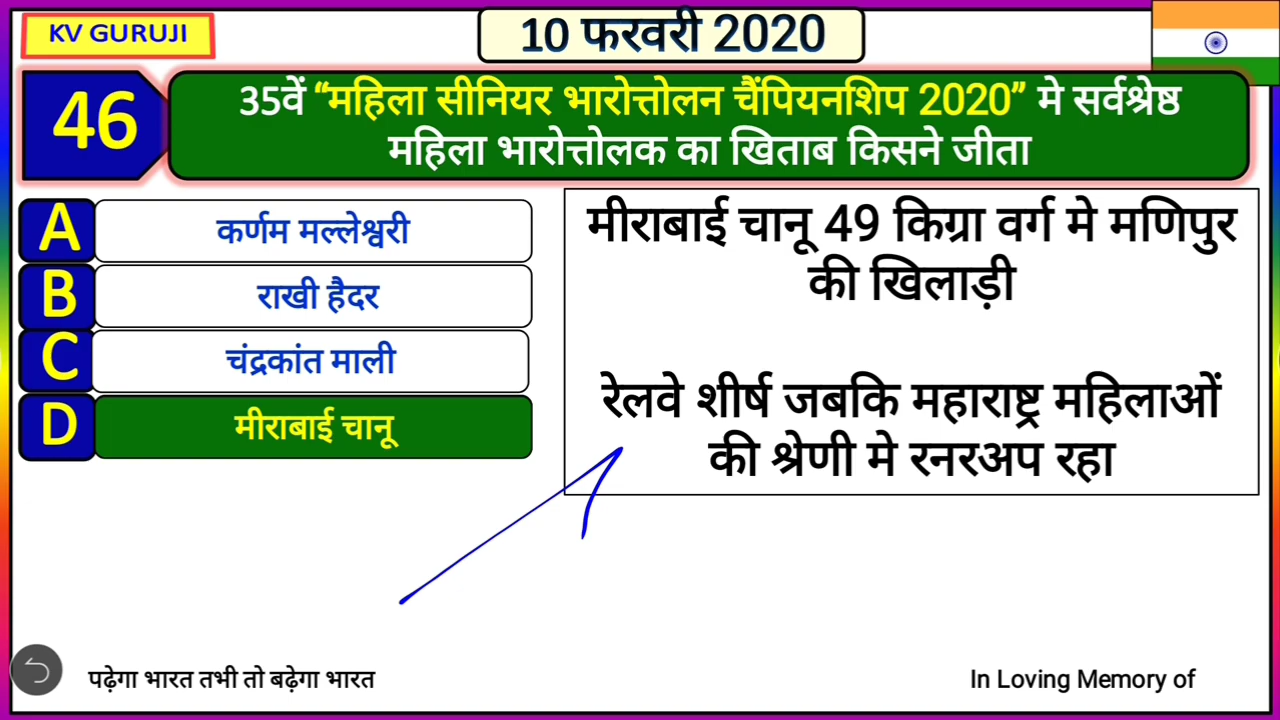 KV GURUJI
10 फरवरी 2020
46
35वें “महिला सीनियर भारोत्तोलन चैंपियनशिप 2020” मे सर्वश्रेष्ठ
महिला भारोत्तोलक का खिताब किसने जीता
A कर्णम मल्लेश्वरी
B राखी हैदर
C चंद्रकांत माली
D मीराबाई चानू
मीराबाई चानू 49 किग्रा वर्ग मे मणिपुर
की खिलाड़ी
रेलवे शीर्ष जबकि महाराष्ट्र महिलाओं
की श्रेणी मे रनरअप रहा
पढ़ेगा भारत तभी तो बढ़ेगा भारत
In Loving Memory of